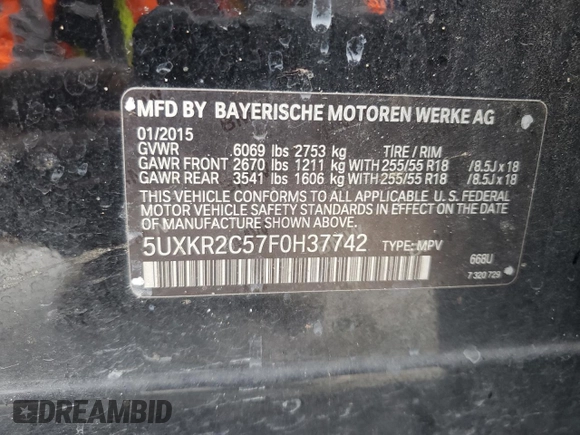 MFD BY BAYERISCHE MOTOREN WERKE AG
01/2015
GVWR 6069 lbs 2753 kg TIRE / RIM
GAWR FRONT 2670 lbs 1211 kg WITH 255/55 R18 /8.5J x 18
GAWR REAR 3541 lbs 1606 kg WITH 255/55 R18 /8.5J x 18
THIS VEHICLE CONFORMS TO ALL APPLICABLE U. S. FEDERAL
MOTOR VEHICLE SAFETY STANDARDS IN EFFECT ON THE DATE
OF MANUFACTURE SHOWN ABOVE.
5UXKR2C57F0H37742 TYPE: MPV
668U
7 320 729
DREAMBID